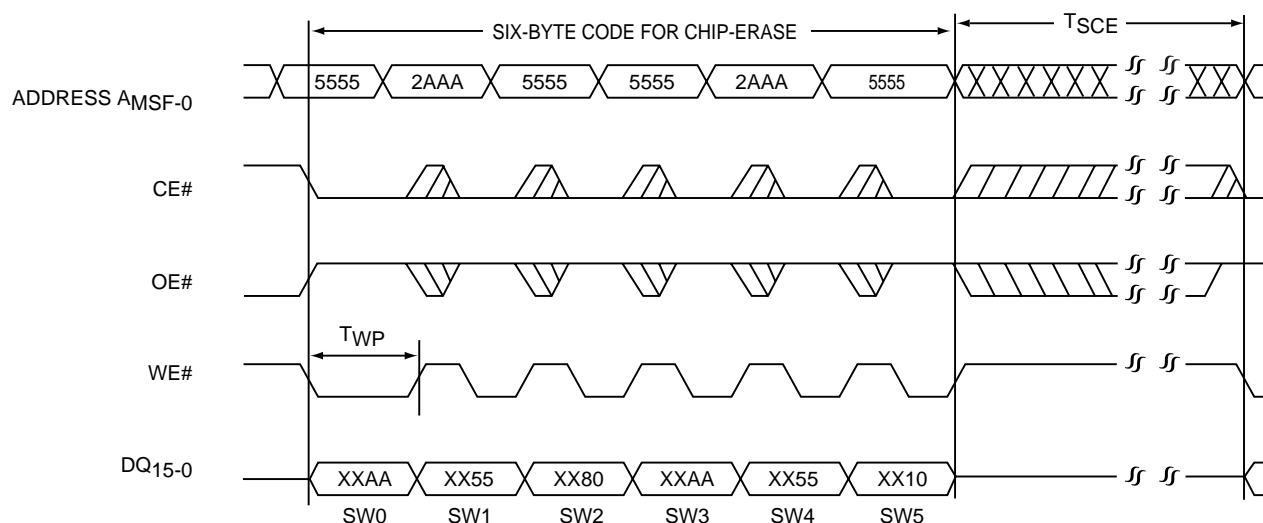 SIX-BYTE CODE FOR CHIP-ERASE
TSCE
ADDRESS AMSF-0
5555 2AAA 5555 5555 2AAA 5555
CE#
OE#
TWP
WE#
DQ15-0
XXAA XX55 XX80 XXAA XX55 XX10
SW0 SW1 SW2 SW3 SW4 SW5